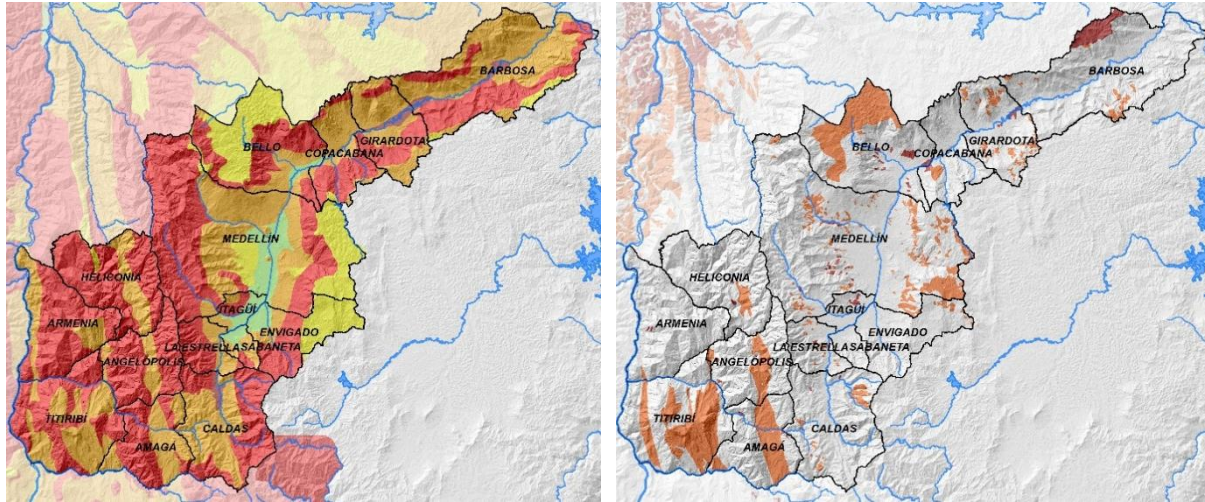 BARBOSA
BELLO
COPACABANA
GIRARDOTA
MEDELLÍN
HELICONIA
ITAGÜÍ
ARMENIA
ENVIGADO
LA ESTRELLA SABANETA
ANGELÓPOLIS
TITIRIBÍ
CALDAS
AMAGÁ
BARBOSA
BELLO
COPACABANA
GIRARDOTA
MEDELLÍN
HELICONIA
ITAGÜÍ
ARMENIA
ENVIGADO
LA ESTRELLA SABANETA
ANGELÓPOLIS
TITIRIBÍ
CALDAS
AMAGÁ